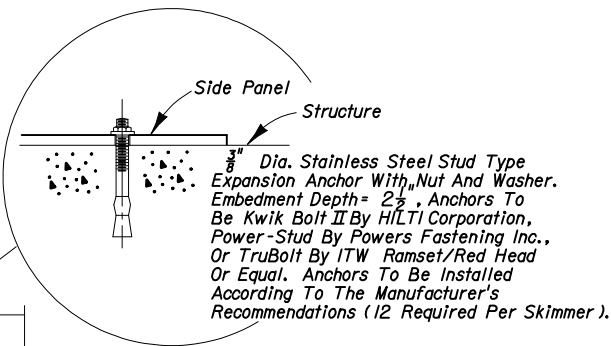 Side Panel
Structure
3/8" Dia. Stainless Steel Stud Type
Expansion Anchor With Nut And Washer.
Embedment Depth= 2 1/2", Anchors To
Be Kwik Bolt II By HILTI Corporation,
Power-Stud By Powers Fastening Inc.,
Or TruBolt By ITW Ramset/Red Head
Or Equal. Anchors To Be Installed
According To The Manufacturer's
Recommendations (12 Required Per Skimmer).